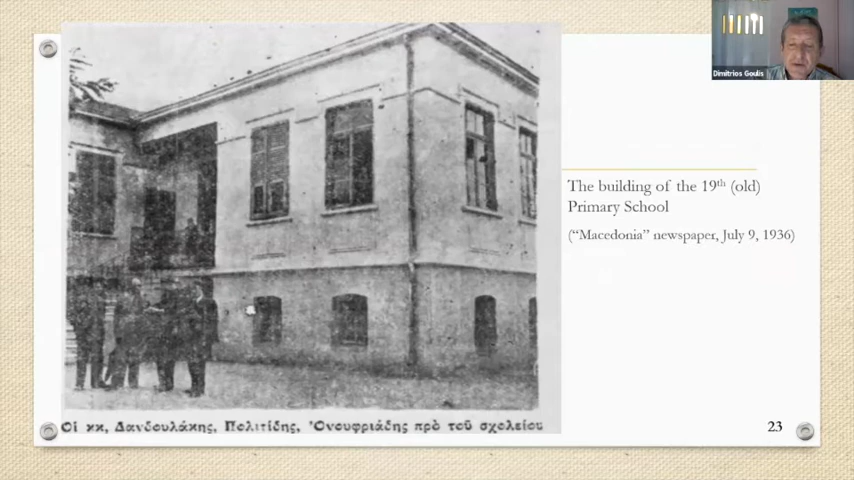 Dimitrios Goulis
The building of the 19th (old)
Primary School
(“Macedonia” newspaper, July 9, 1936)
Οἱ κκ, Δανδουλάκης, Πολιτίδης, Ὀνουφριάδης πρὸ τοῦ σχολείου
23